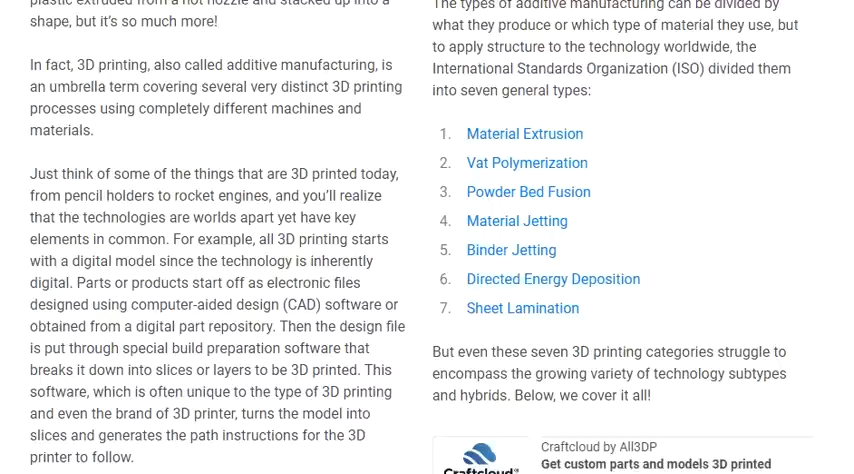 plastic extruded from a hot nozzle and stacked up into a
shape, but it's so much more!
In fact, 3D printing, also called additive manufacturing, is
an umbrella term covering several very distinct 3D printing
processes using completely different machines and
materials.
Just think of some of the things that are 3D printed today,
from pencil holders to rocket engines, and you'll realize
that the technologies are worlds apart yet have key
elements in common. For example, all 3D printing starts
with a digital model since the technology is inherently
digital. Parts or products start off as electronic files
designed using computer-aided design (CAD) software or
obtained from a digital part repository. Then the design file
is put through special build preparation software that
breaks it down into slices or layers to be 3D printed. This
software, which is often unique to the type of 3D printing
and even the brand of 3D printer, turns the model into
slices and generates the path instructions for the 3D
printer to follow.
The types of additive manufacturing can be divided by
what they produce or which type of material they use, but
to apply structure to the technology worldwide, the
International Standards Organization (ISO) divided them
into seven general types:
1. Material Extrusion
2. Vat Polymerization
3. Powder Bed Fusion
4. Material Jetting
5. Binder Jetting
6. Directed Energy Deposition
7. Sheet Lamination
But even these seven 3D printing categories struggle to
encompass the growing variety of technology subtypes
and hybrids. Below, we cover it all!
Craftcloud®
Craftcloud by All3DP
Get custom parts and models 3D printed